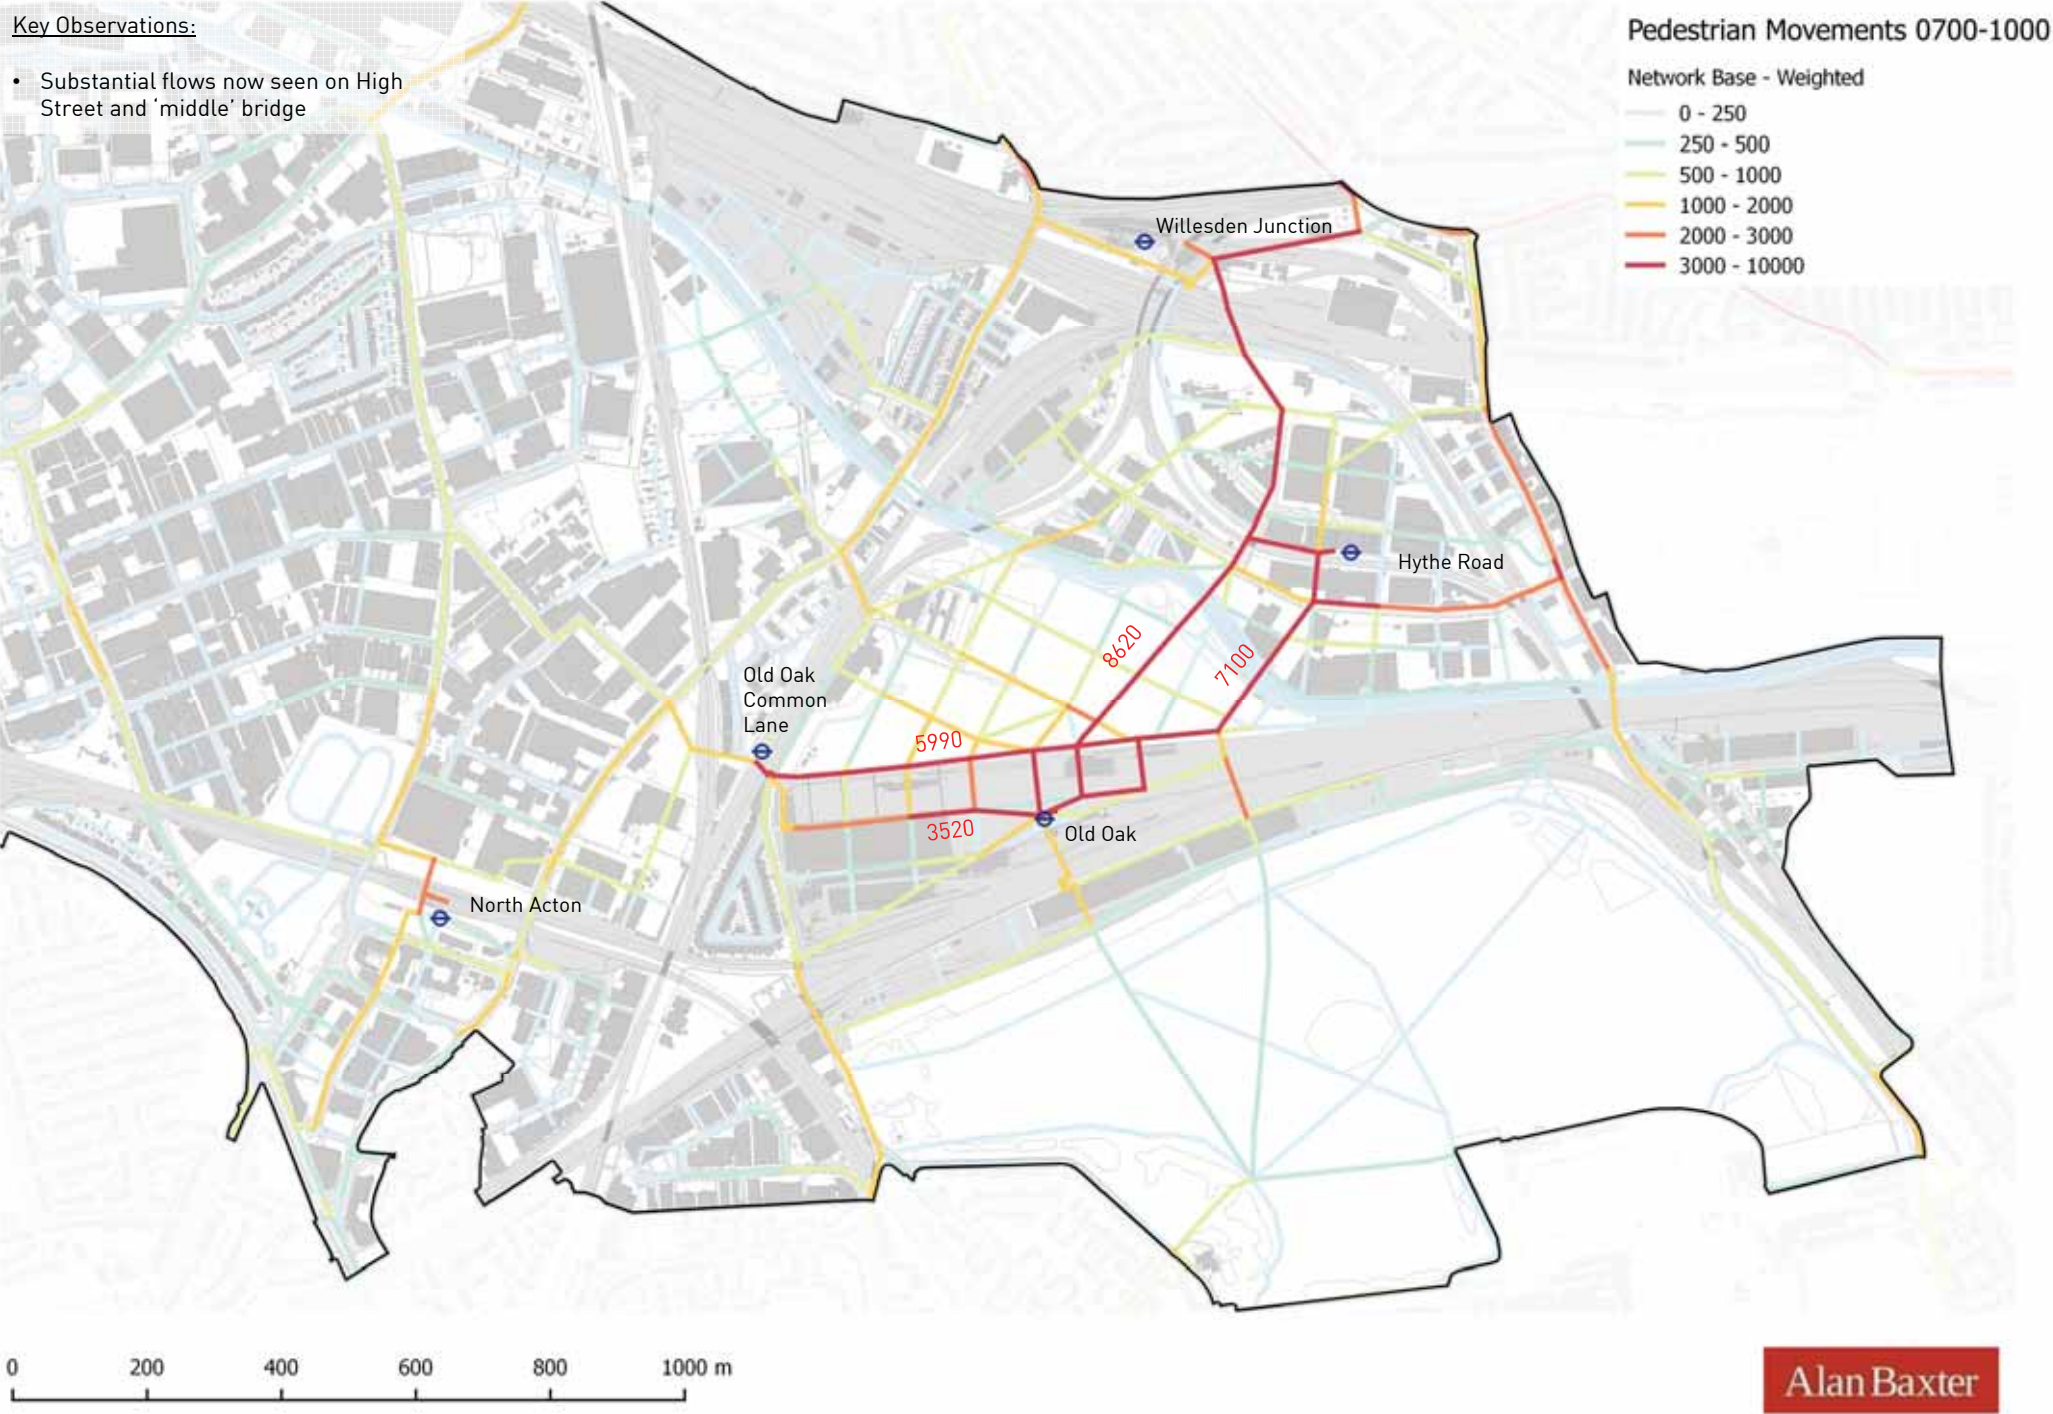 Key Observations:
• Substantial flows now seen on High
Street and ‘middle’ bridge
Pedestrian Movements 0700-1000
Network Base - Weighted
0 - 250
250 - 500
500 - 1000
1000 - 2000
2000 - 3000
3000 - 10000
Willesden Junction
Hythe Road
8620
7100
Old Oak
Common
Lane
5990
3520
Old Oak
North Acton
0 200 400 600 800 1000 m
Alan Baxter